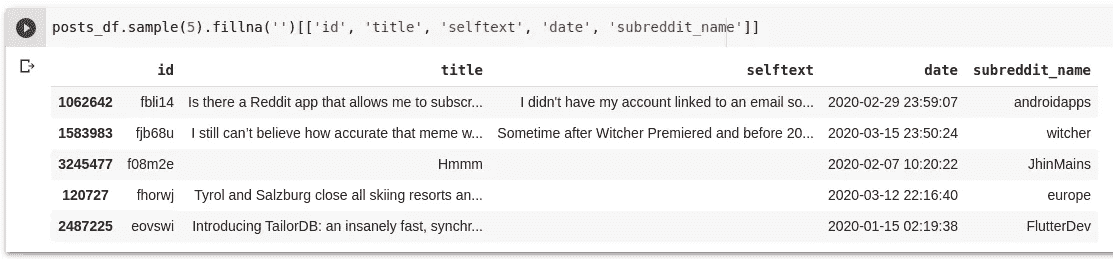 posts_df.sample(5).fillna('')[['id', 'title', 'selftext', 'date', 'subreddit_name']]
id title selftext date subreddit_name
1062642 fbli14 Is there a Reddit app that allows me to subscr... I didn't have my account linked to an email so... 2020-02-29 23:59:07 androidapps
1583983 fjb68u I still can’t believe how accurate that meme w... Sometime after Witcher Premiered and before 20... 2020-03-15 23:50:24 witcher
3245477 f08m2e Hmmm 2020-02-07 10:20:22 JhinMains
120727 fhorwj Tyrol and Salzburg close all skiing resorts an... 2020-03-12 22:16:40 europe
2487225 eovswi Introducing TailorDB: an insanely fast, synchr... 2020-01-15 02:19:38 FlutterDev